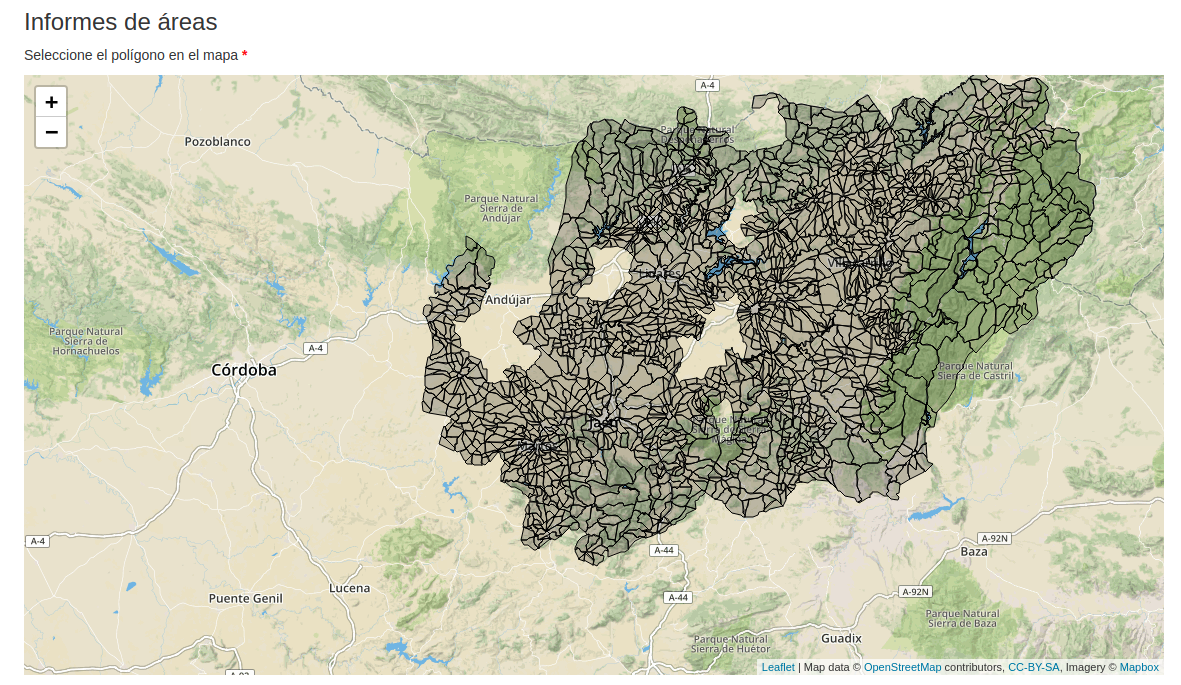 Informes de áreas
Seleccione el polígono en el mapa *
+
−
A-4
Pozoblanco
Parque Natural
Sierra de
Andújar
Linares
Andújar
Parque Natural
Sierra de
Hornachuelos
A-4
Córdoba
Parque Natural
Sierra de Castril
Jaén
A-4
A-44
A-92N
Baza
Lucena
A-92N
Puente Genil
A-44
Parque Natural
Sierra de Baza
Parque Natural
Sierra de Huétor
Guadix
A-92
Leaflet | Map data © OpenStreetMap contributors, CC-BY-SA, Imagery © Mapbox